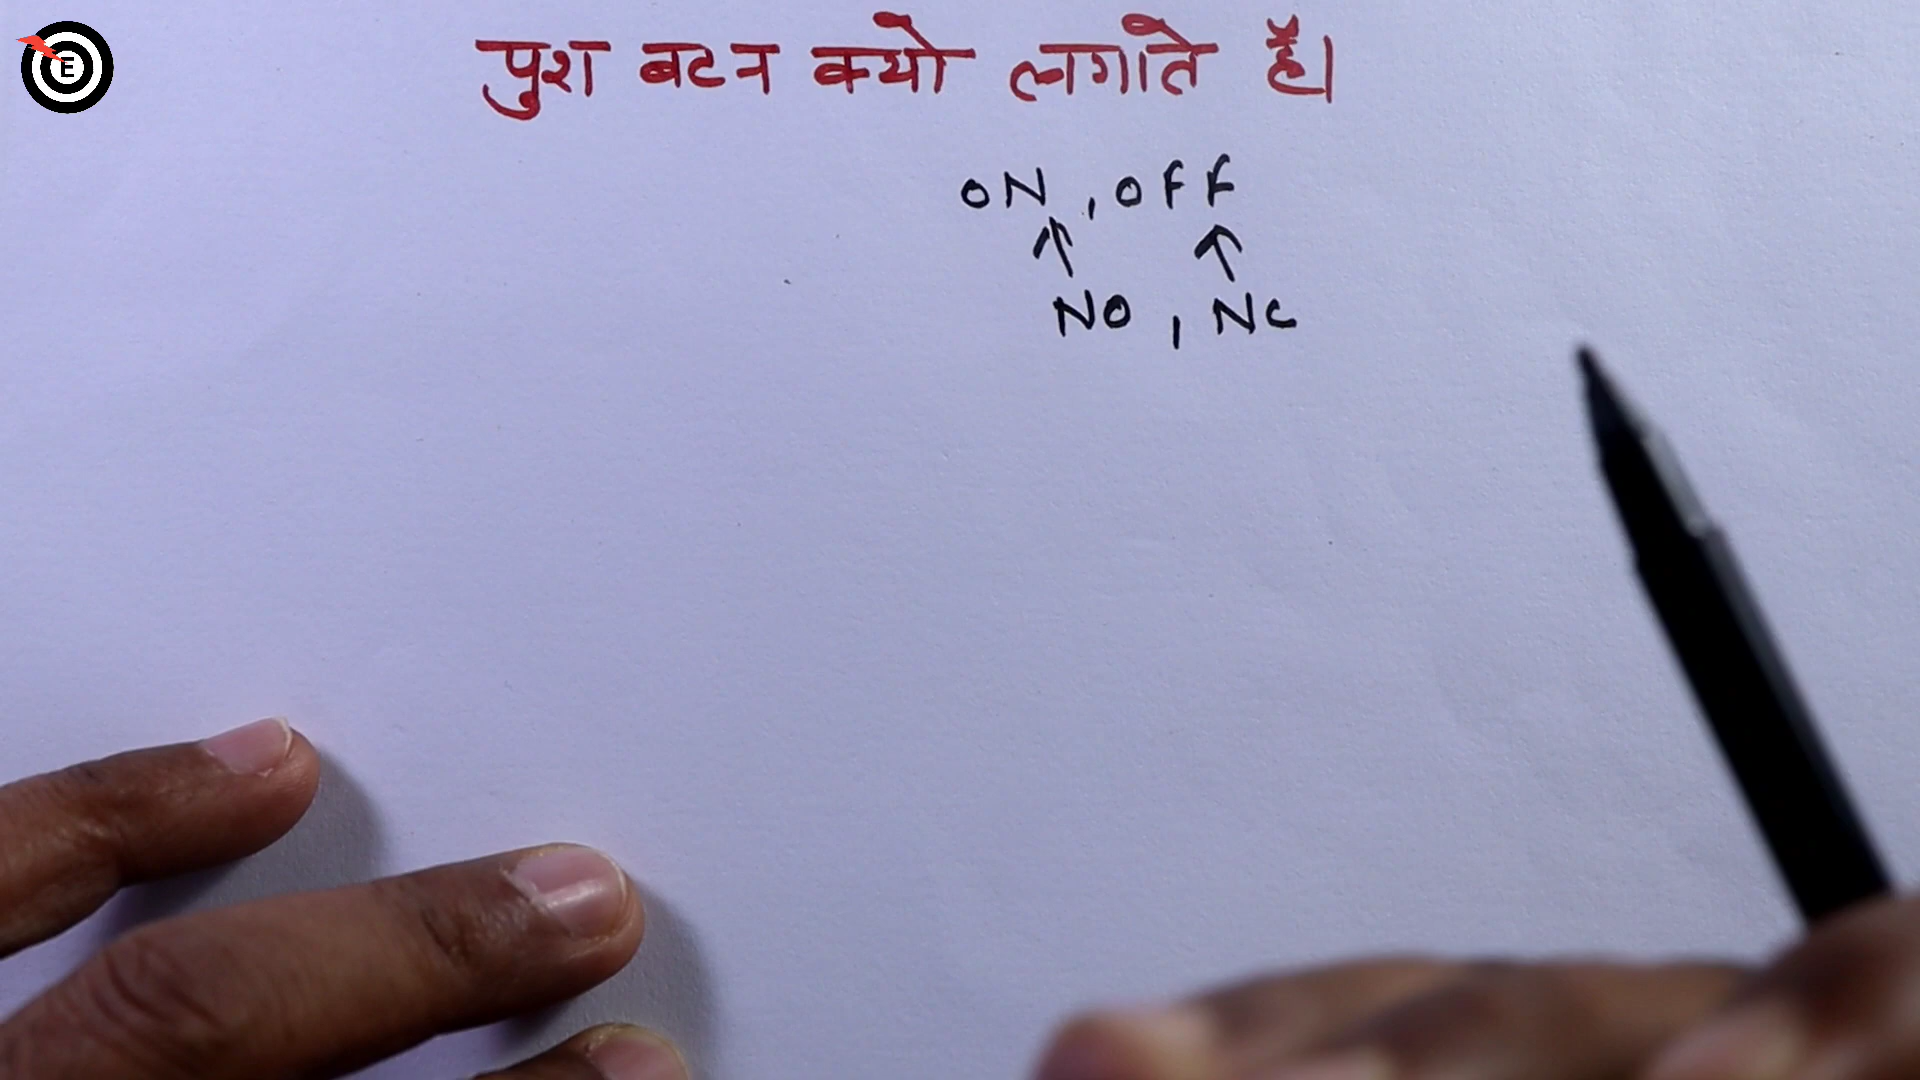 पुश बटन क्यो लगाते हैं।
ON , OFF
NO , NC
E